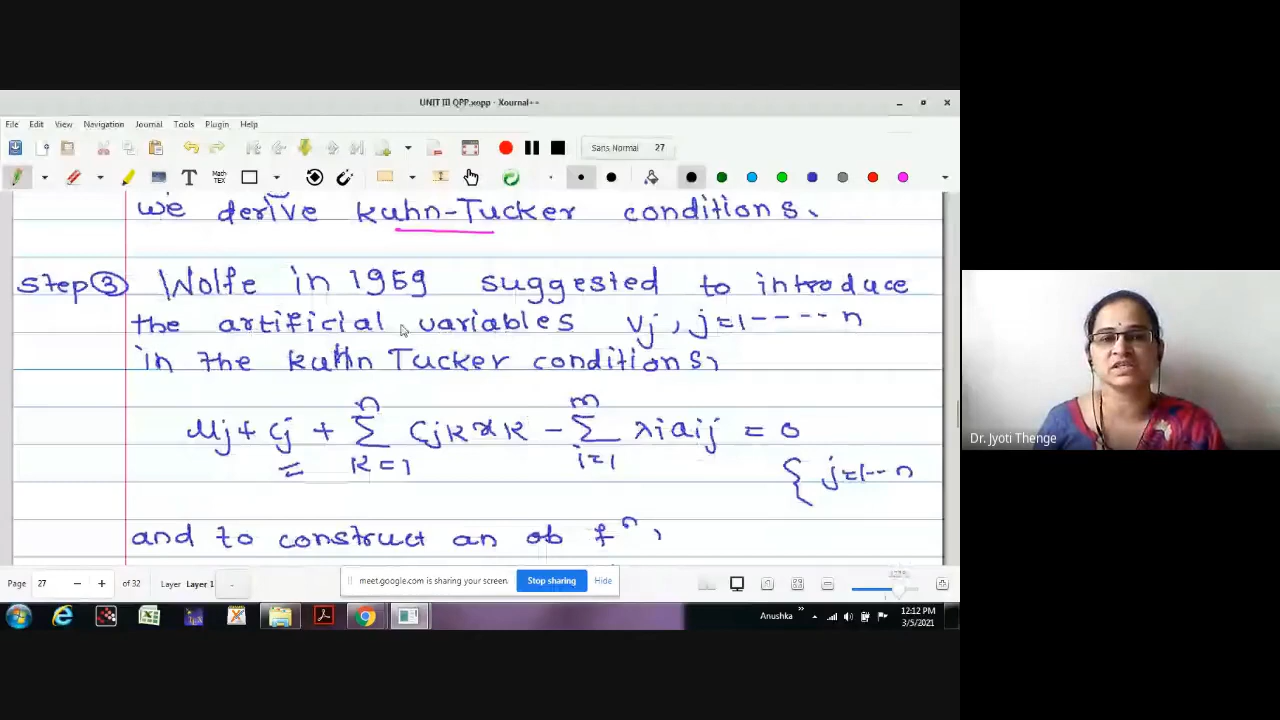 UNIT III QPP.xopp - Xournal++
File Edit View Navigation Journal Tools Plugin Help
Sans Normal 27
we derive kuhn-Tucker conditions.
step ③ Wolfe in 1959 suggested to introduce
the artificial variables vj, j=1----- n
in the kuHn Tucker conditions,
μj + cj + Σ cjk xk - Σ λi aij = 0
n m
k=1 i=1
{ j=1-- n
and to construct an ob fⁿ,
Page 27 of 32 Layer Layer 1
meet.google.com is sharing your screen. Stop sharing Hide
Anushka
12:12 PM
3/5/2021
Dr. Jyoti Thenge